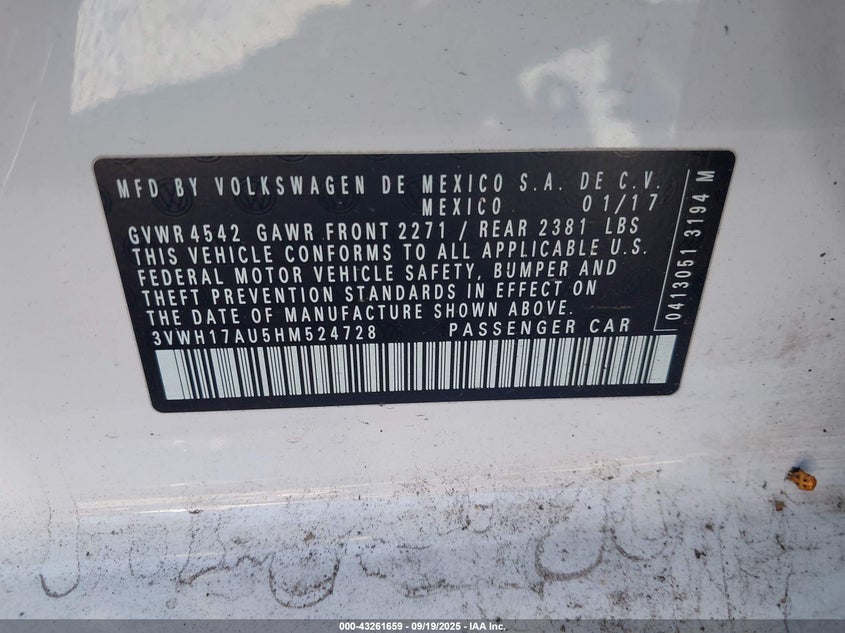 MFD BY VOLKSWAGEN DE MEXICO S.A. DE C.V.
MEXICO 01/17
GVWR4542 GAWR FRONT 2271 / REAR 2381 LBS
THIS VEHICLE CONFORMS TO ALL APPLICABLE U.S.
FEDERAL MOTOR VEHICLE SAFETY, BUMPER AND
THEFT PREVENTION STANDARDS IN EFFECT ON
THE DATE OF MANUFACTURE SHOWN ABOVE.
3VWH17AU5HM524728 PASSENGER CAR
0413051 3194 M
000-43261659 - 09/19/2025 - IAA Inc.